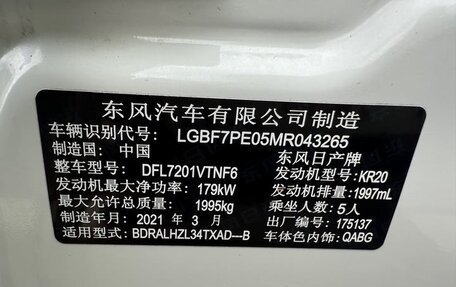 东风汽车有限公司制造
车辆识别代号: LGBF7PE05MR043265
制造国: 中国 东风日产牌
整车型号: DFL7201VTNF6 发动机型号: KR20
发动机最大净功率: 179kW 发动机排量: 1997mL
最大允许总质量: 1995kg 乘坐人数: 5人
制造年月: 2021 年 3 月 出厂编号: 175137
适用型式: BDRALHZL34TXAD---B 车体色内饰: QABG